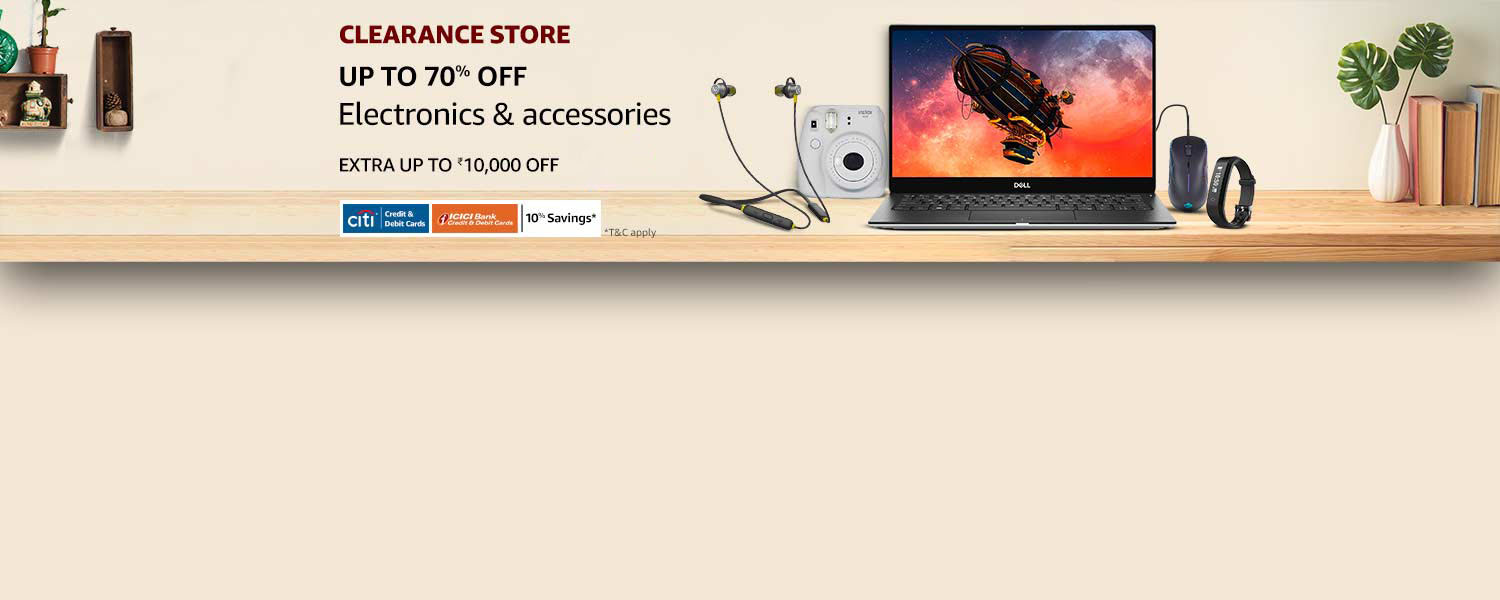 CLEARANCE STORE
UP TO 70% OFF
Electronics & accessories
EXTRA UP TO ₹10,000 OFF
citi
Credit &
Debit Cards
ICICI Bank
Credit & Debit Cards
10% Savings*
*T&C apply
instax
DELL